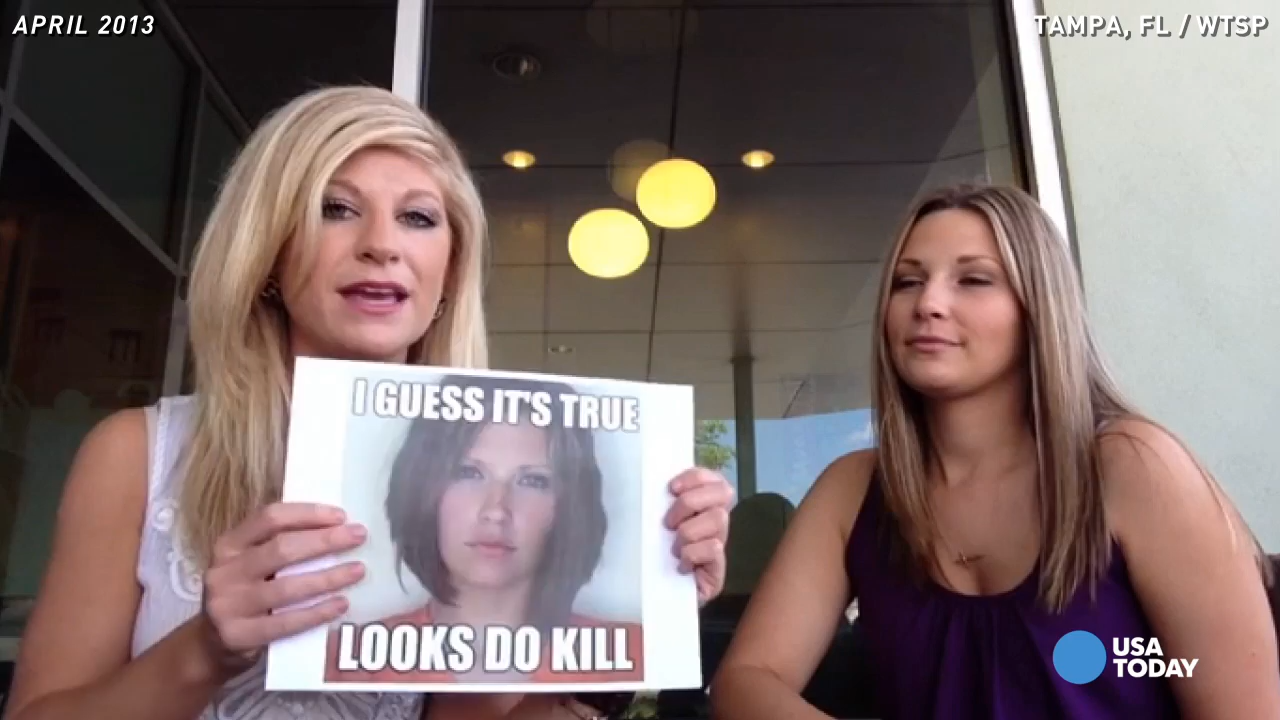 APRIL 2013
TAMPA, FL / WTSP
I GUESS IT'S TRUE
LOOKS DO KILL
USA
TODAY